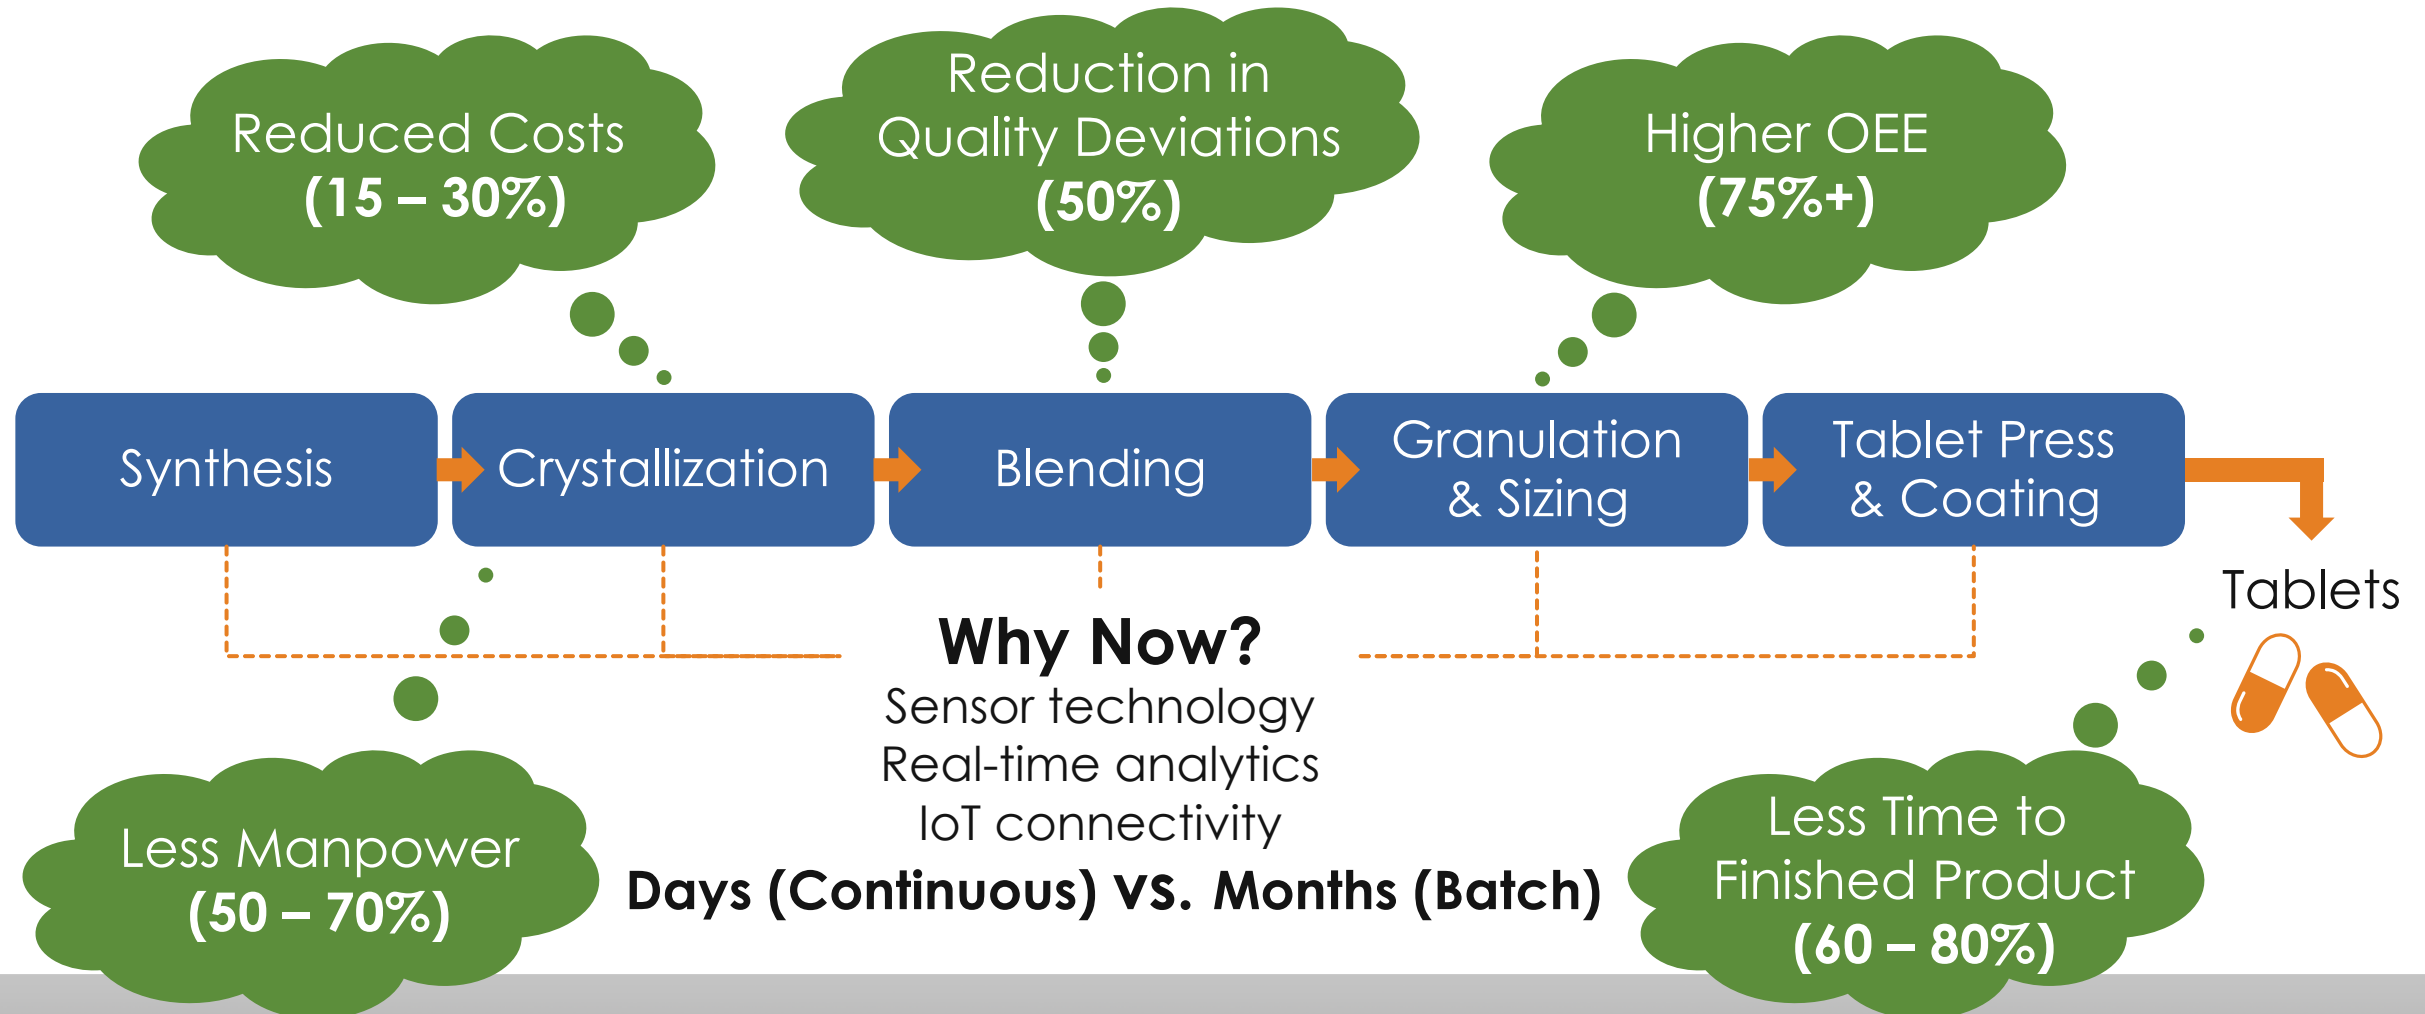 Reduced Costs
(15 – 30%)
Reduction in
Quality Deviations
(50%)
Higher OEE
(75%+)
Synthesis
Crystallization
Blending
Granulation
& Sizing
Tablet Press
& Coating
Tablets
Why Now?
Sensor technology
Real-time analytics
IoT connectivity
Days (Continuous) vs. Months (Batch)
Less Manpower
(50 – 70%)
Less Time to
Finished Product
(60 – 80%)